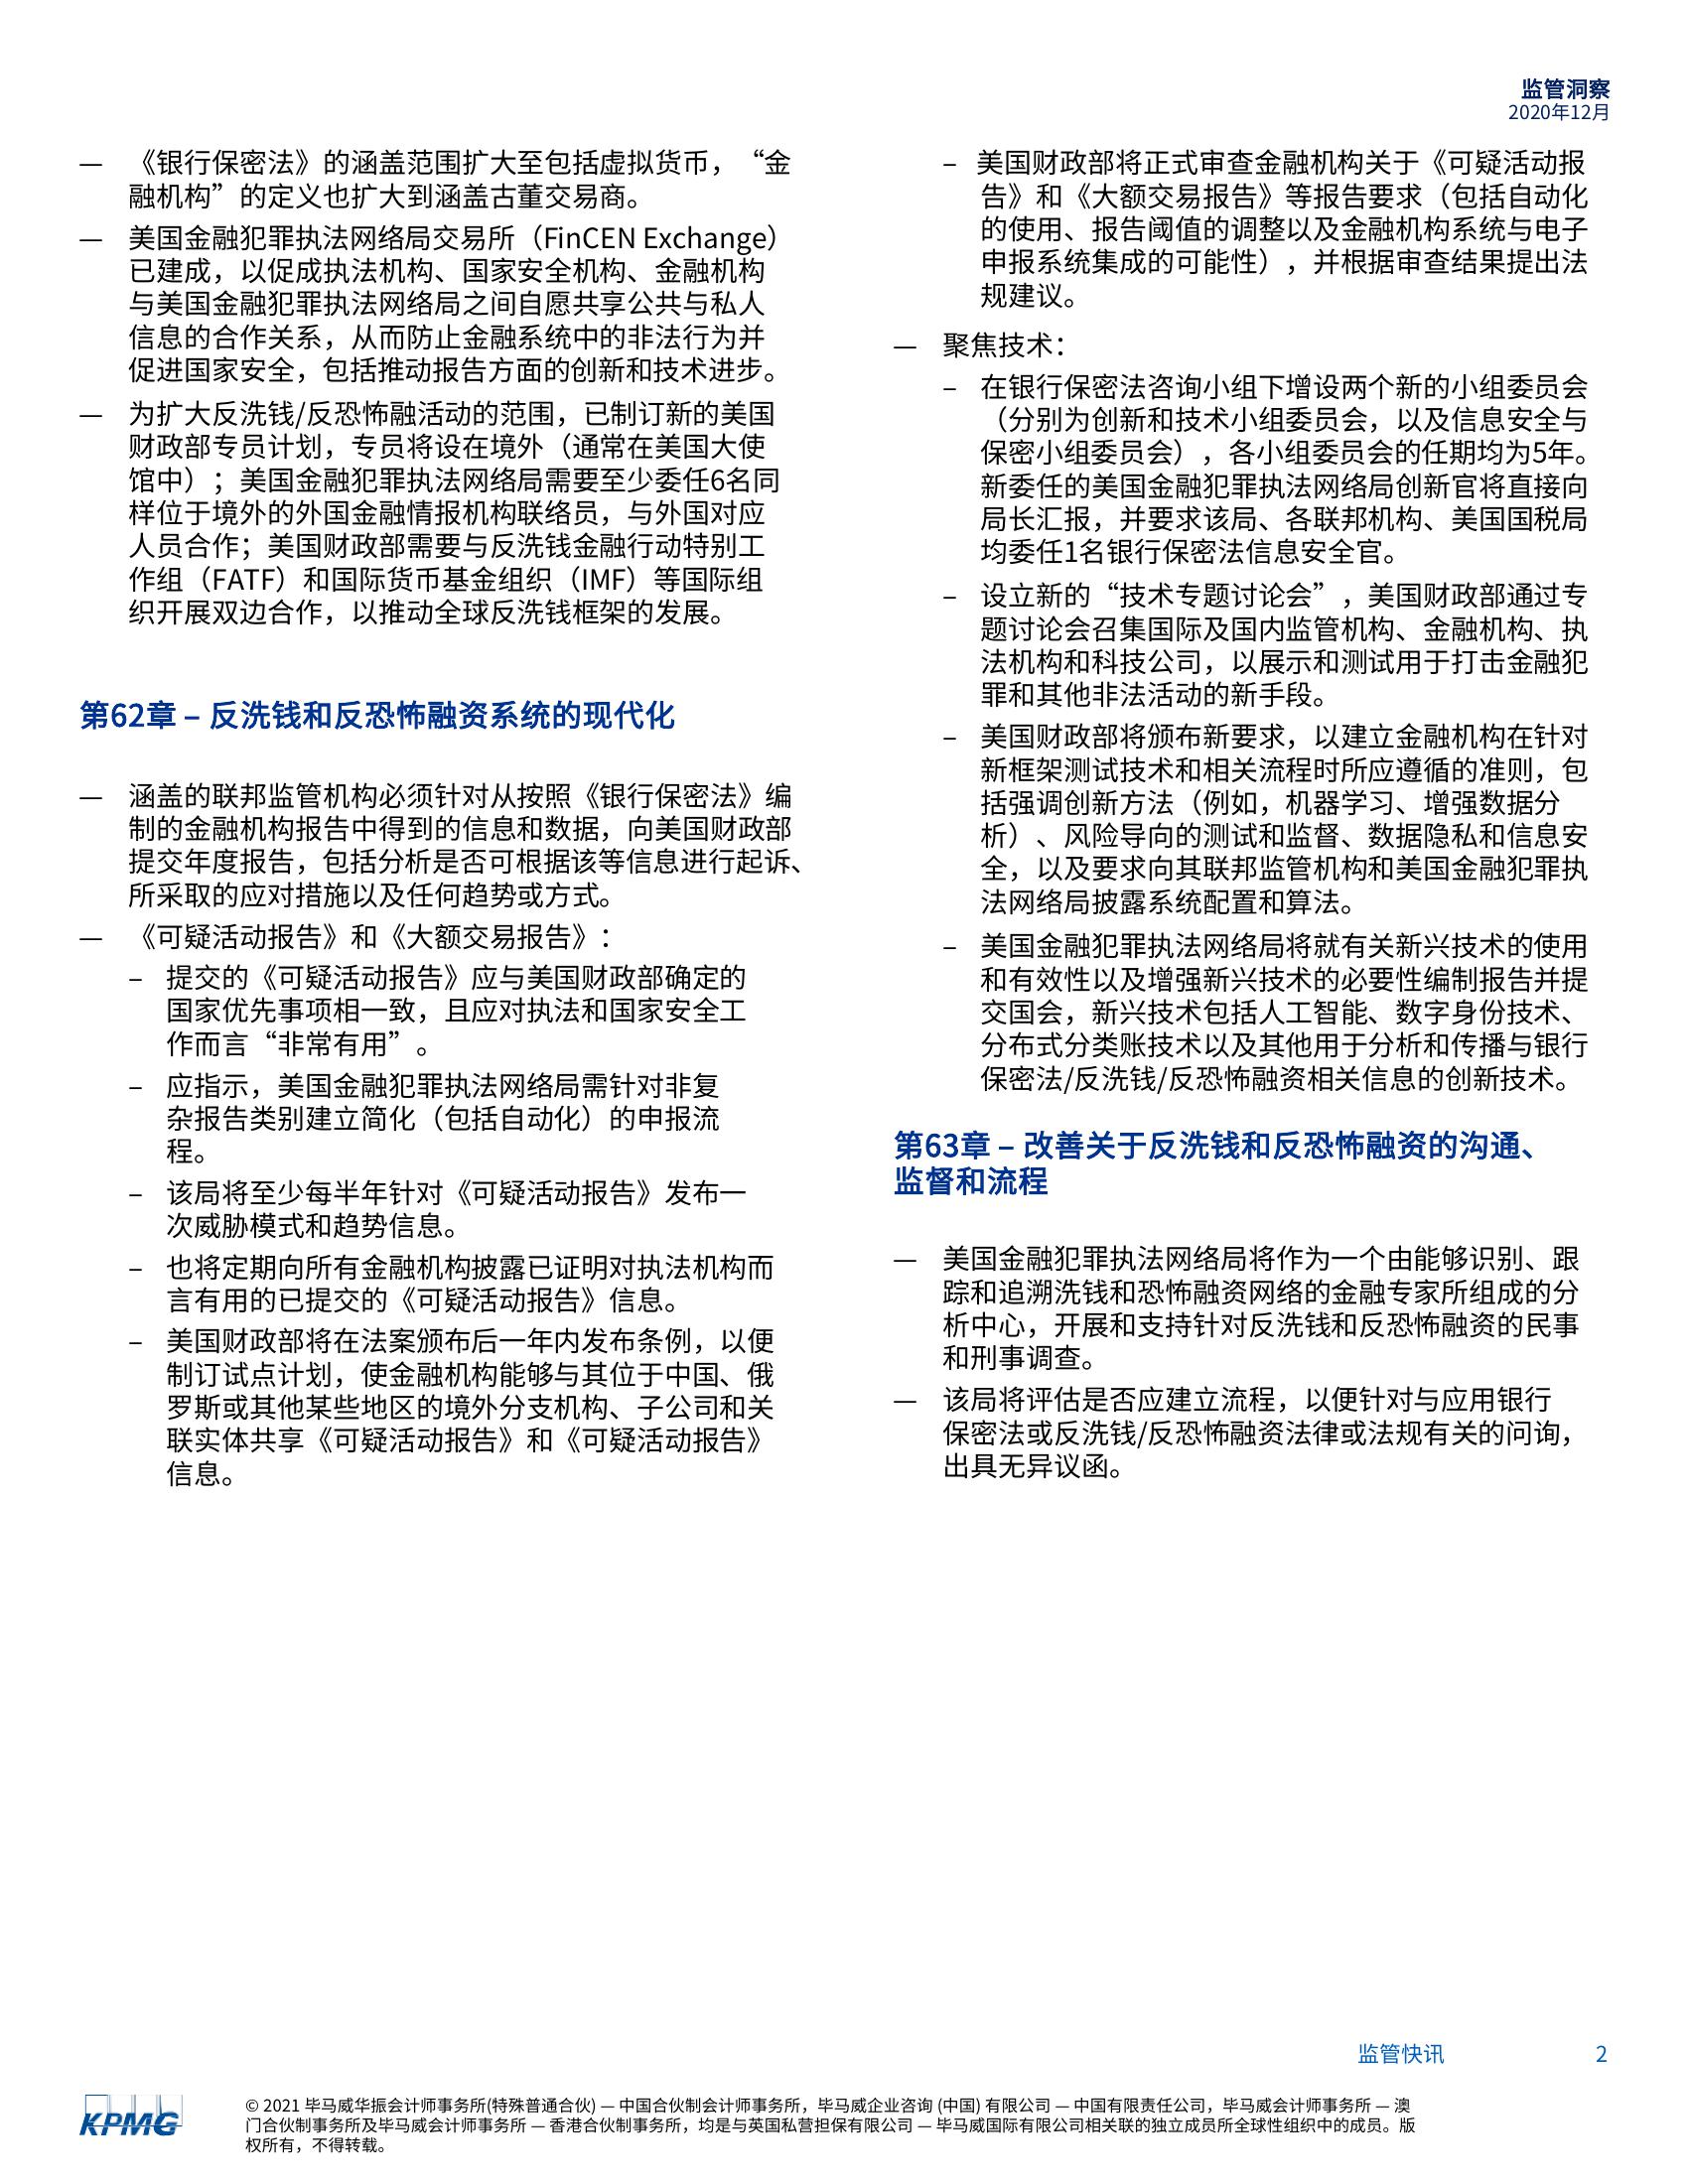 监管洞察
2020年12月
— 《银行保密法》的涵盖范围扩大至包括虚拟货币，“金
融机构”的定义也扩大到涵盖古董交易商。
— 美国金融犯罪执法网络局交易所（FinCEN Exchange）
已建成，以促成执法机构、国家安全机构、金融机构
与美国金融犯罪执法网络局之间自愿共享公共与私人
信息的合作关系，从而防止金融系统中的非法行为并
促进国家安全，包括推动报告方面的创新和技术进步。
— 为扩大反洗钱/反恐怖融活动的范围，已制订新的美国
财政部专员计划，专员将设在境外（通常在美国大使
馆中）；美国金融犯罪执法网络局需要至少委任6名同
样位于境外的外国金融情报机构联络员，与外国对应
人员合作；美国财政部需要与反洗钱金融行动特别工
作组（FATF）和国际货币基金组织（IMF）等国际组
织开展双边合作，以推动全球反洗钱框架的发展。
第62章 – 反洗钱和反恐怖融资系统的现代化
— 涵盖的联邦监管机构必须针对从按照《银行保密法》编
制的金融机构报告中得到的信息和数据，向美国财政部
提交年度报告，包括分析是否可根据该等信息进行起诉、
所采取的应对措施以及任何趋势或方式。
— 《可疑活动报告》和《大额交易报告》：
– 提交的《可疑活动报告》应与美国财政部确定的
国家优先事项相一致，且应对执法和国家安全工
作而言“非常有用”。
– 应指示，美国金融犯罪执法网络局需针对非复
杂报告类别建立简化（包括自动化）的申报流
程。
– 该局将至少每半年针对《可疑活动报告》发布一
次威胁模式和趋势信息。
– 也将定期向所有金融机构披露已证明对执法机构而
言有用的已提交的《可疑活动报告》信息。
– 美国财政部将在法案颁布后一年内发布条例，以便
制订试点计划，使金融机构能够与其位于中国、俄
罗斯或其他某些地区的境外分支机构、子公司和关
联实体共享《可疑活动报告》和《可疑活动报告》
信息。
– 美国财政部将正式审查金融机构关于《可疑活动报
告》和《大额交易报告》等报告要求（包括自动化
的使用、报告阈值的调整以及金融机构系统与电子
申报系统集成的可能性），并根据审查结果提出法
规建议。
— 聚焦技术：
– 在银行保密法咨询小组下增设两个新的小组委员会
（分别为创新和技术小组委员会，以及信息安全与
保密小组委员会），各小组委员会的任期均为5年。
新委任的美国金融犯罪执法网络局创新官将直接向
局长汇报，并要求该局、各联邦机构、美国国税局
均委任1名银行保密法信息安全官。
– 设立新的“技术专题讨论会”，美国财政部通过专
题讨论会召集国际及国内监管机构、金融机构、执
法机构和科技公司，以展示和测试用于打击金融犯
罪和其他非法活动的新手段。
– 美国财政部将颁布新要求，以建立金融机构在针对
新框架测试技术和相关流程时所应遵循的准则，包
括强调创新方法（例如，机器学习、增强数据分
析）、风险导向的测试和监督、数据隐私和信息安
全，以及要求向其联邦监管机构和美国金融犯罪执
法网络局披露系统配置和算法。
– 美国金融犯罪执法网络局将就有关新兴技术的使用
和有效性以及增强新兴技术的必要性编制报告并提
交国会，新兴技术包括人工智能、数字身份技术、
分布式分类账技术以及其他用于分析和传播与银行
保密法/反洗钱/反恐怖融资相关信息的创新技术。
第63章 – 改善关于反洗钱和反恐怖融资的沟通、
监督和流程
— 美国金融犯罪执法网络局将作为一个由能够识别、跟
踪和追溯洗钱和恐怖融资网络的金融专家所组成的分
析中心，开展和支持针对反洗钱和反恐怖融资的民事
和刑事调查。
— 该局将评估是否应建立流程，以便针对与应用银行
保密法或反洗钱/反恐怖融资法律或法规有关的问询，
出具无异议函。
监管快讯 2
KPMG
© 2021 毕马威华振会计师事务所(特殊普通合伙) — 中国合伙制会计师事务所，毕马威企业咨询 (中国) 有限公司 — 中国有限责任公司，毕马威会计师事务所 — 澳
门合伙制事务所及毕马威会计师事务所 — 香港合伙制事务所，均是与英国私营担保有限公司 — 毕马威国际有限公司相关联的独立成员所全球性组织中的成员。版
权所有，不得转载。